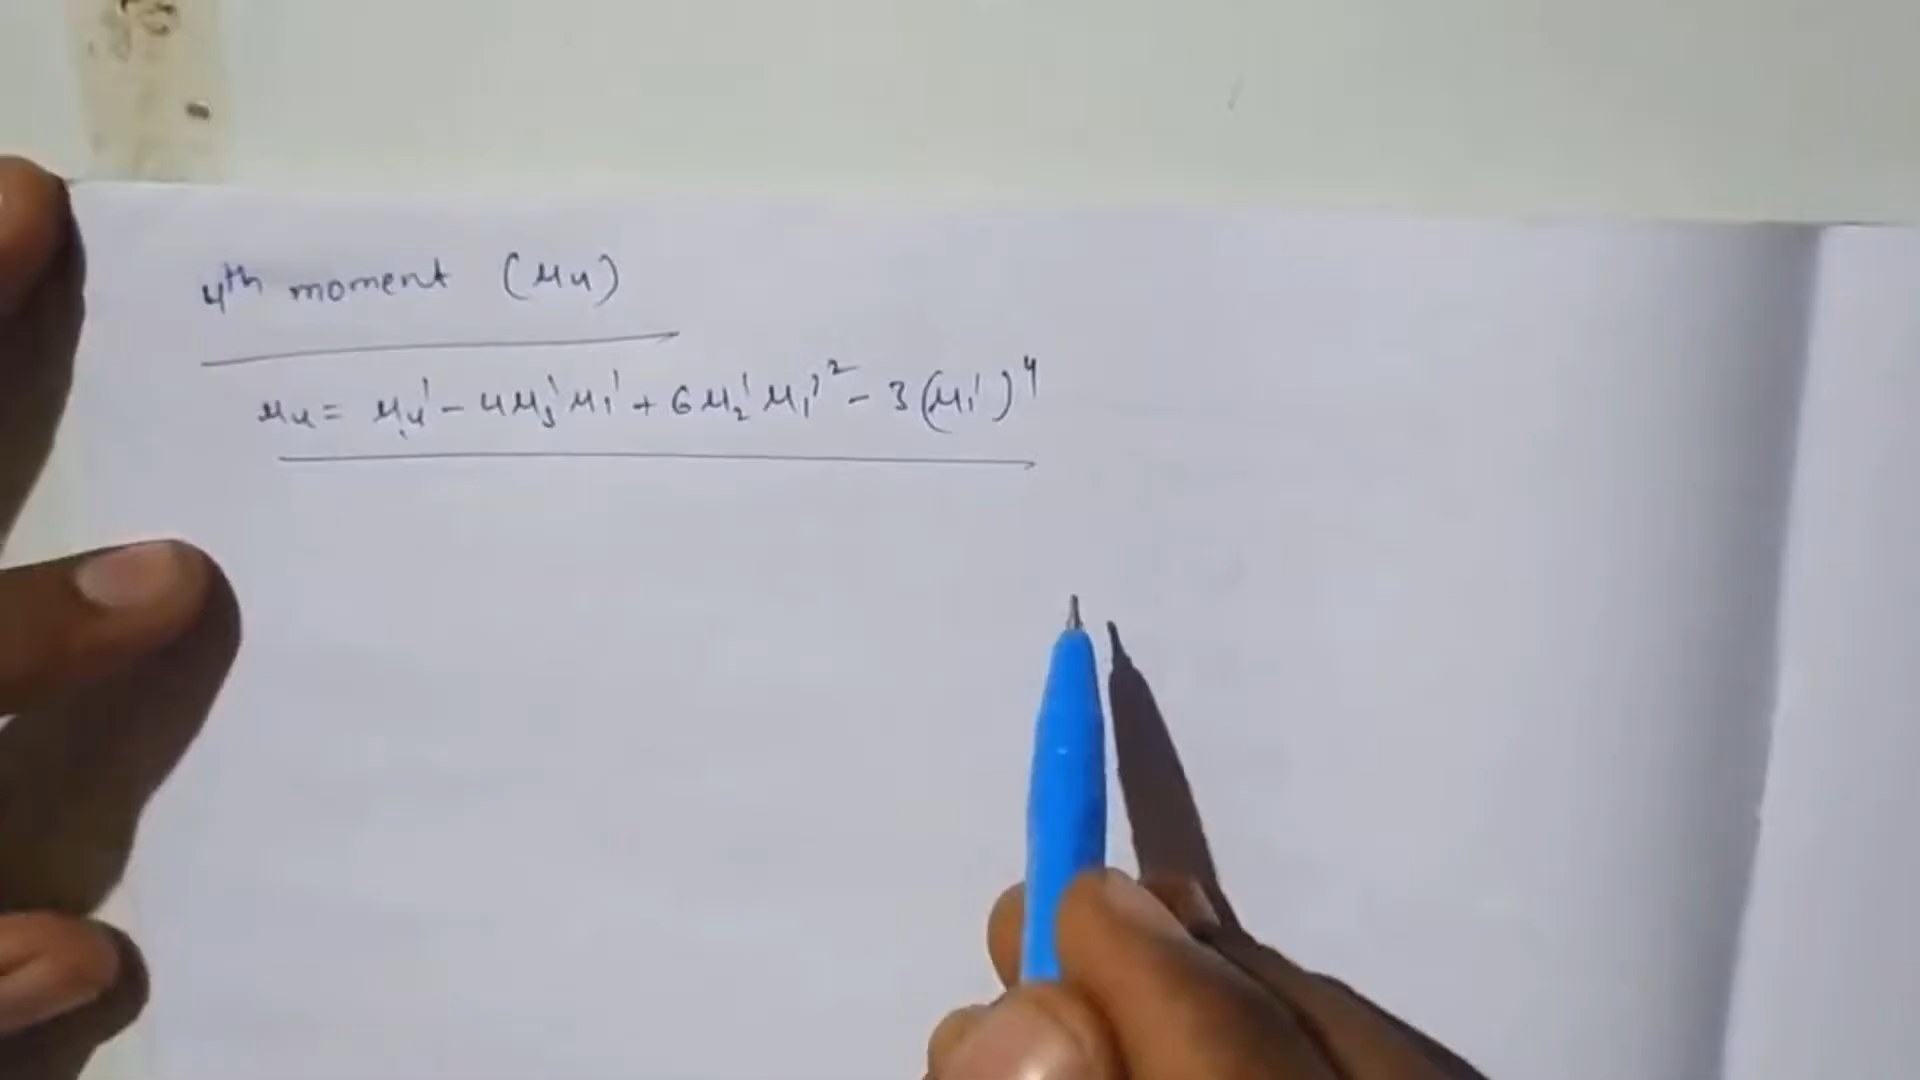 4th moment (μ4)
μ4 = μ4' - 4μ3'μ1' + 6μ2'μ1'² - 3(μ1')⁴